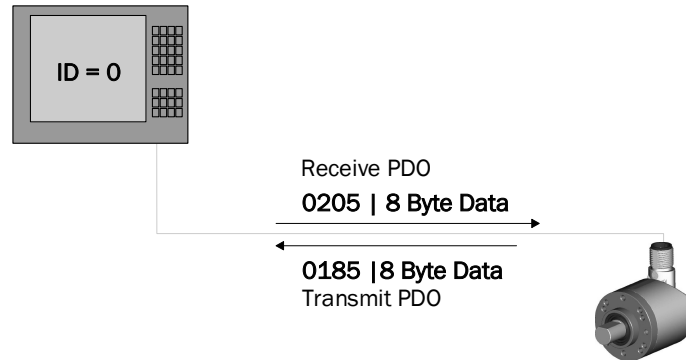 ID = 0
Receive PDO
0205 | 8 Byte Data
0185 |8 Byte Data
Transmit PDO